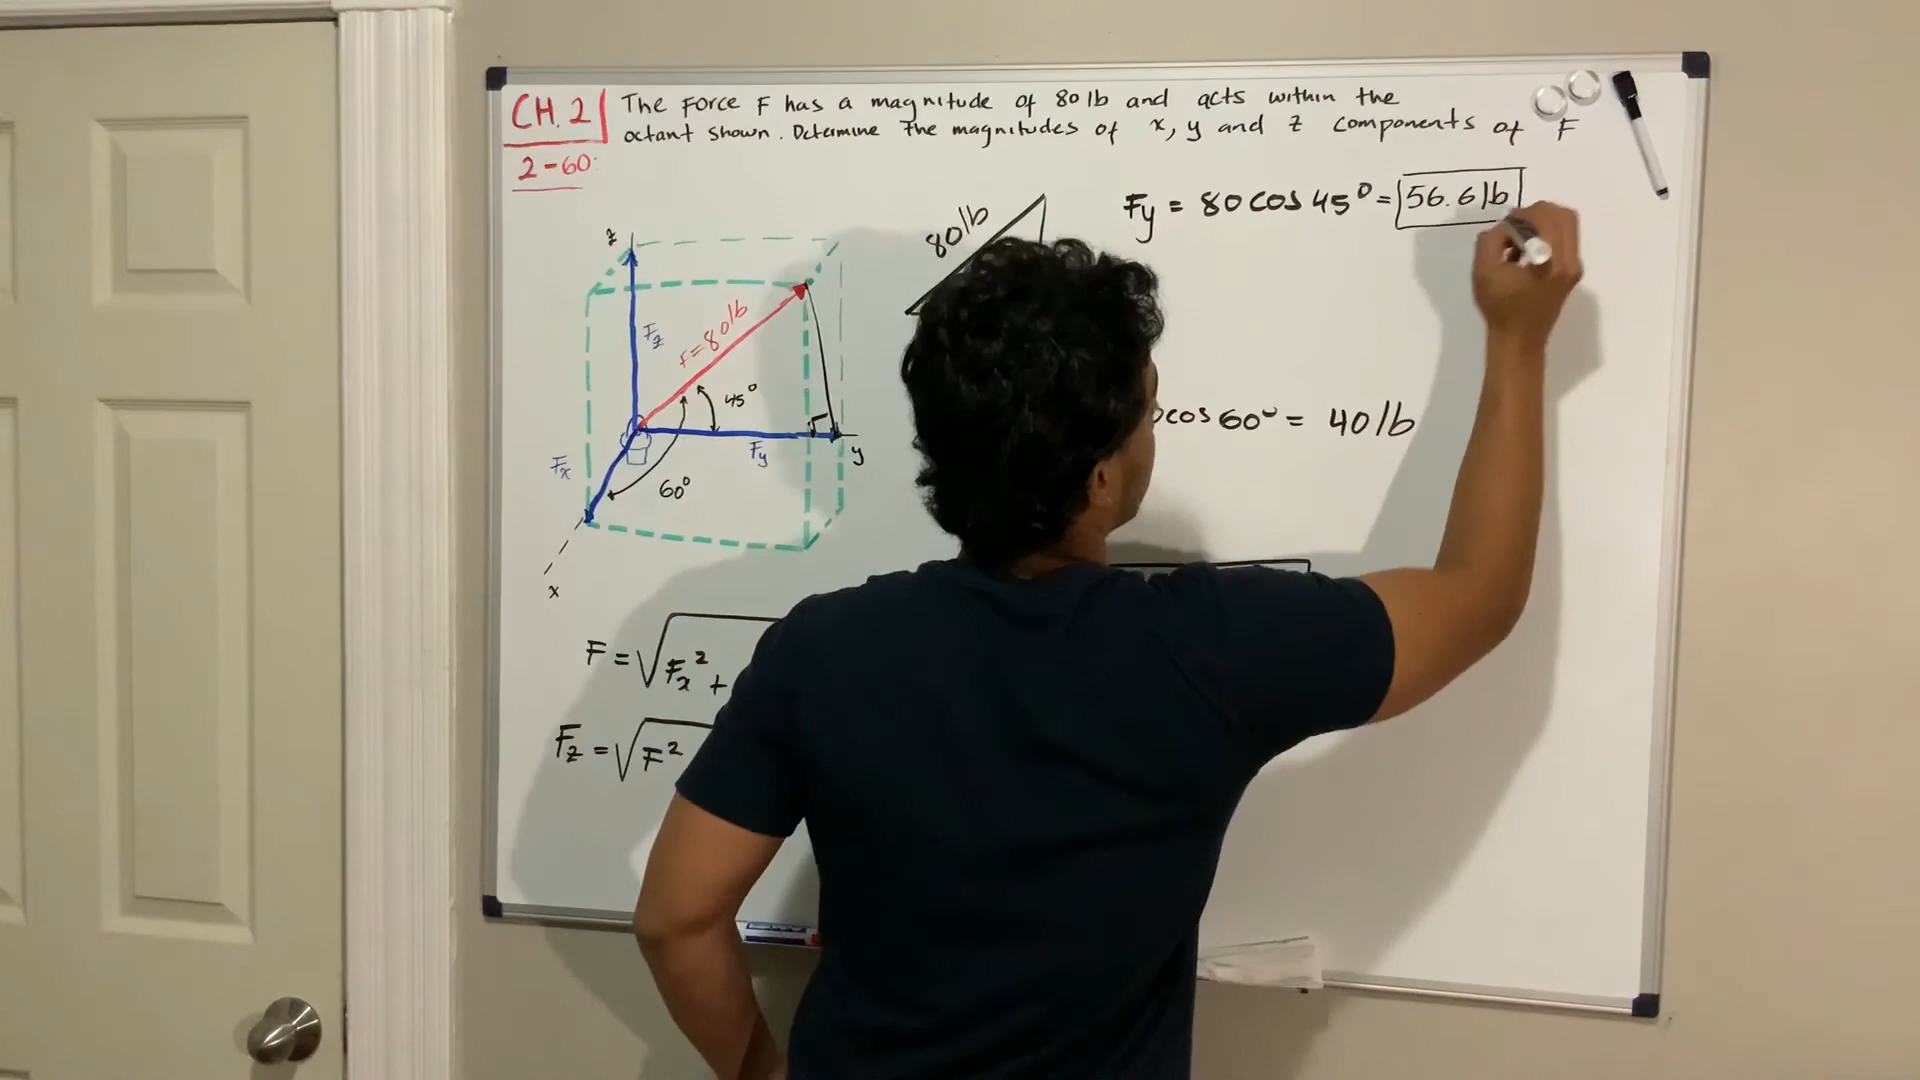 CH. 2
2-60:
The Force F has a magnitude of 80 lb and acts within the
octant shown. Determine the magnitudes of x, y and z components of F
Fy = 80 cos 45° = 56.6 lb
80 lb
z
Fz
F = 80 lb
45°
Fy
y
Fx
60°
x
cos 60° = 40 lb
F = √Fx² +
Fz = √F²